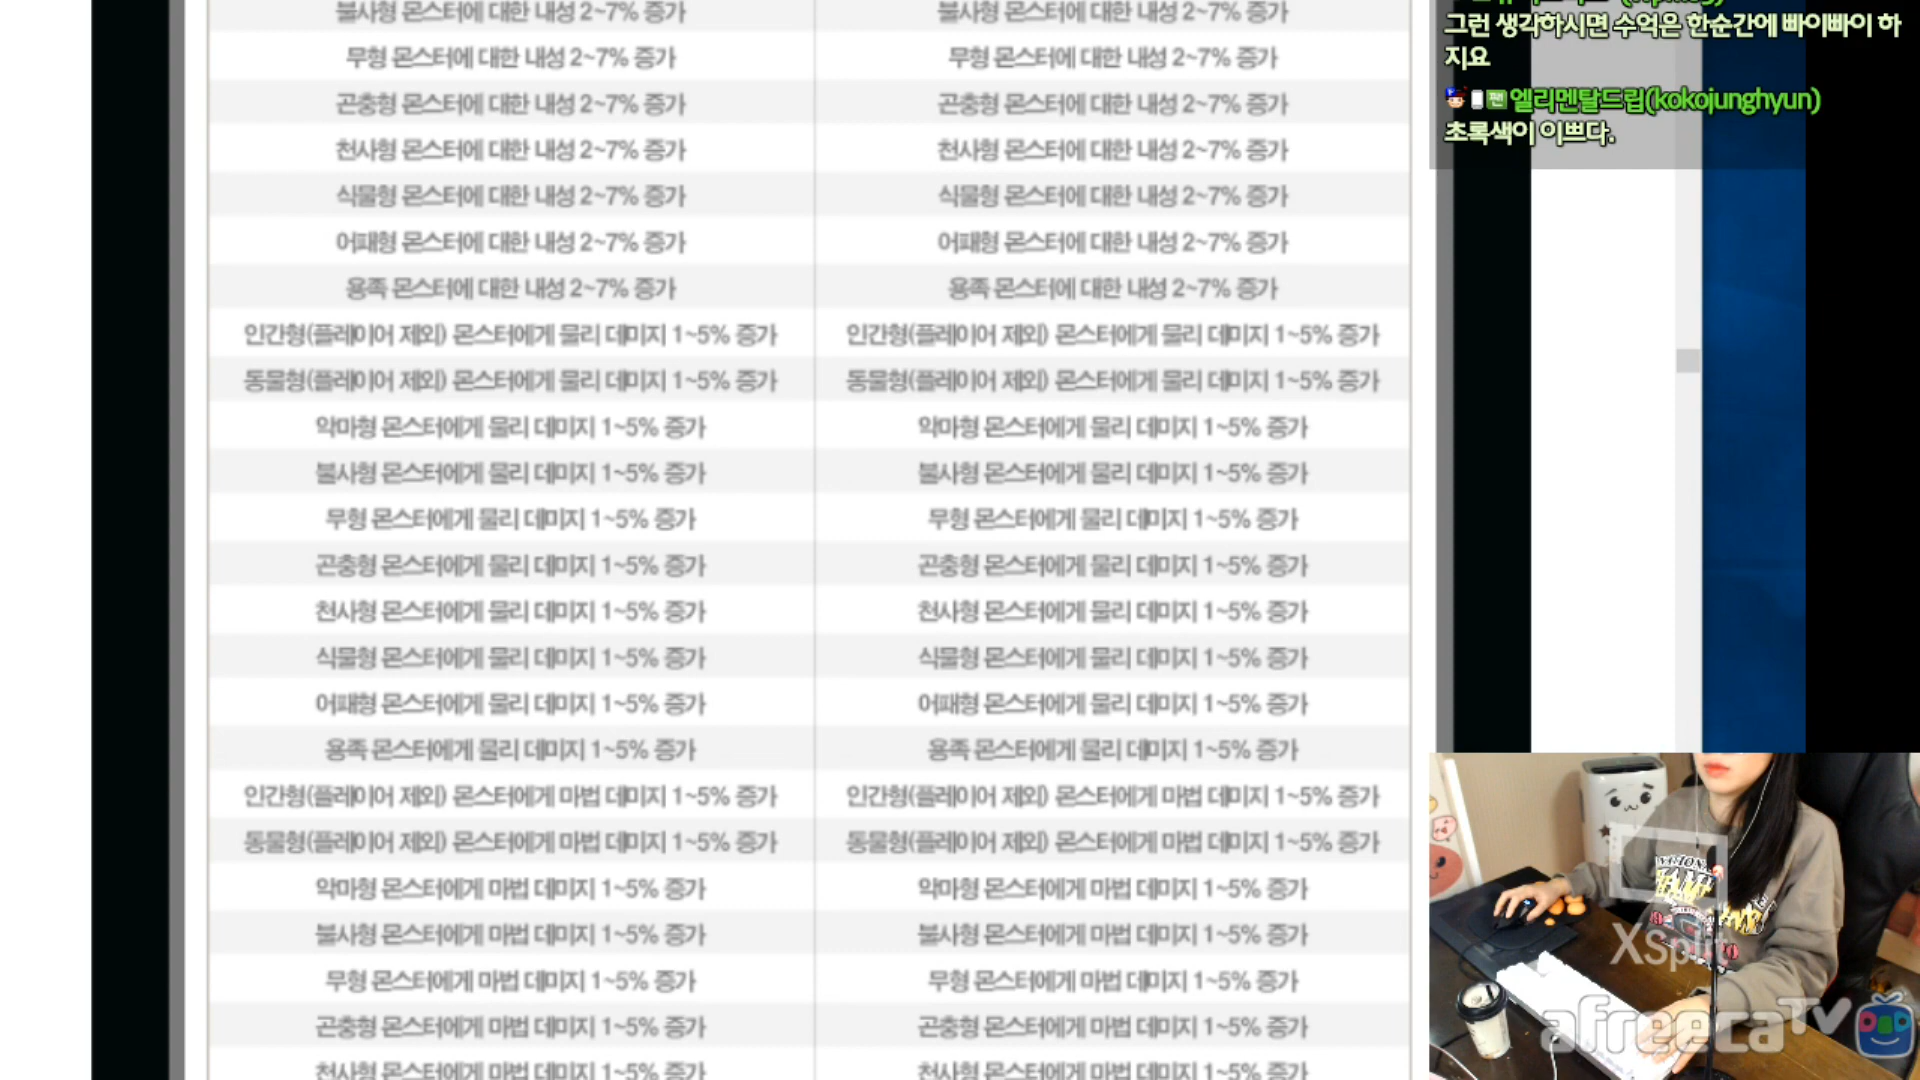 불사형 몬스터에 대한 내성 2~7% 증가 불사형 몬스터에 대한 내성 2~7% 증가
무형 몬스터에 대한 내성 2~7% 증가 무형 몬스터에 대한 내성 2~7% 증가
곤충형 몬스터에 대한 내성 2~7% 증가 곤충형 몬스터에 대한 내성 2~7% 증가
천사형 몬스터에 대한 내성 2~7% 증가 천사형 몬스터에 대한 내성 2~7% 증가
식물형 몬스터에 대한 내성 2~7% 증가 식물형 몬스터에 대한 내성 2~7% 증가
어패형 몬스터에 대한 내성 2~7% 증가 어패형 몬스터에 대한 내성 2~7% 증가
용족 몬스터에 대한 내성 2~7% 증가 용족 몬스터에 대한 내성 2~7% 증가
인간형(플레이어 제외) 몬스터에게 물리 데미지 1~5% 증가 인간형(플레이어 제외) 몬스터에게 물리 데미지 1~5% 증가
동물형(플레이어 제외) 몬스터에게 물리 데미지 1~5% 증가 동물형(플레이어 제외) 몬스터에게 물리 데미지 1~5% 증가
악마형 몬스터에게 물리 데미지 1~5% 증가 악마형 몬스터에게 물리 데미지 1~5% 증가
불사형 몬스터에게 물리 데미지 1~5% 증가 불사형 몬스터에게 물리 데미지 1~5% 증가
무형 몬스터에게 물리 데미지 1~5% 증가 무형 몬스터에게 물리 데미지 1~5% 증가
곤충형 몬스터에게 물리 데미지 1~5% 증가 곤충형 몬스터에게 물리 데미지 1~5% 증가
천사형 몬스터에게 물리 데미지 1~5% 증가 천사형 몬스터에게 물리 데미지 1~5% 증가
식물형 몬스터에게 물리 데미지 1~5% 증가 식물형 몬스터에게 물리 데미지 1~5% 증가
어패형 몬스터에게 물리 데미지 1~5% 증가 어패형 몬스터에게 물리 데미지 1~5% 증가
용족 몬스터에게 물리 데미지 1~5% 증가 용족 몬스터에게 물리 데미지 1~5% 증가
인간형(플레이어 제외) 몬스터에게 마법 데미지 1~5% 증가 인간형(플레이어 제외) 몬스터에게 마법 데미지 1~5% 증가
동물형(플레이어 제외) 몬스터에게 마법 데미지 1~5% 증가 동물형(플레이어 제외) 몬스터에게 마법 데미지 1~5% 증가
악마형 몬스터에게 마법 데미지 1~5% 증가 악마형 몬스터에게 마법 데미지 1~5% 증가
불사형 몬스터에게 마법 데미지 1~5% 증가 불사형 몬스터에게 마법 데미지 1~5% 증가
무형 몬스터에게 마법 데미지 1~5% 증가 무형 몬스터에게 마법 데미지 1~5% 증가
곤충형 몬스터에게 마법 데미지 1~5% 증가 곤충형 몬스터에게 마법 데미지 1~5% 증가
천사형 몬스터에게 마법 데미지 1~5% 증가 천사형 몬스터에게 마법 데미지 1~5% 증가
그런 생각하시면 수억은 한순간에 빠이빠이 하
지요
팬 엘리멘탈드립(kokojunghyun)
초록색이 이쁘다.
XSplit
afreecaTV